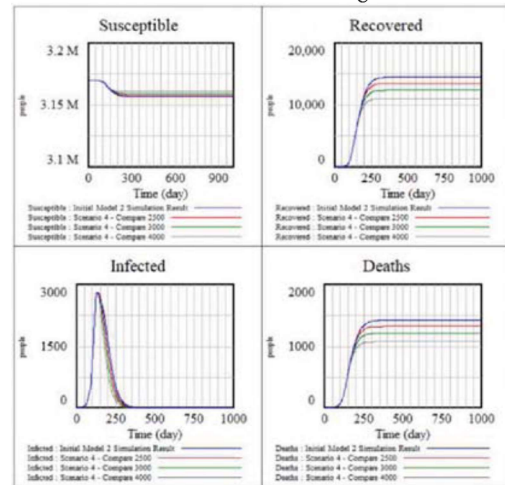 Susceptible
3.2 M
3.15 M
3.1 M
people
0 300 600 900
Time (day)
Susceptible : Initial Model 2 Simulation Result
Susceptible : Scenario 4 - Compare 2500
Susceptible : Scenario 4 - Compare 3000
Susceptible : Scenario 4 - Compare 4000
Recovered
20,000
10,000
0
people
0 250 500 750 1000
Time (day)
Recovered : Initial Model 2 Simulation Result
Recovered : Scenario 4 - Compare 2500
Recovered : Scenario 4 - Compare 3000
Recovered : Scenario 4 - Compare 4000
Infected
3000
1500
0
people
0 250 500 750 1000
Time (day)
Infected : Initial Model 2 Simulation Result
Infected : Scenario 4 - Compare 2500
Infected : Scenario 4 - Compare 3000
Infected : Scenario 4 - Compare 4000
Deaths
2000
1000
0
people
0 250 500 750 1000
Time (day)
Deaths : Initial Model 2 Simulation Result
Deaths : Scenario 4 - Compare 2500
Deaths : Scenario 4 - Compare 3000
Deaths : Scenario 4 - Compare 4000